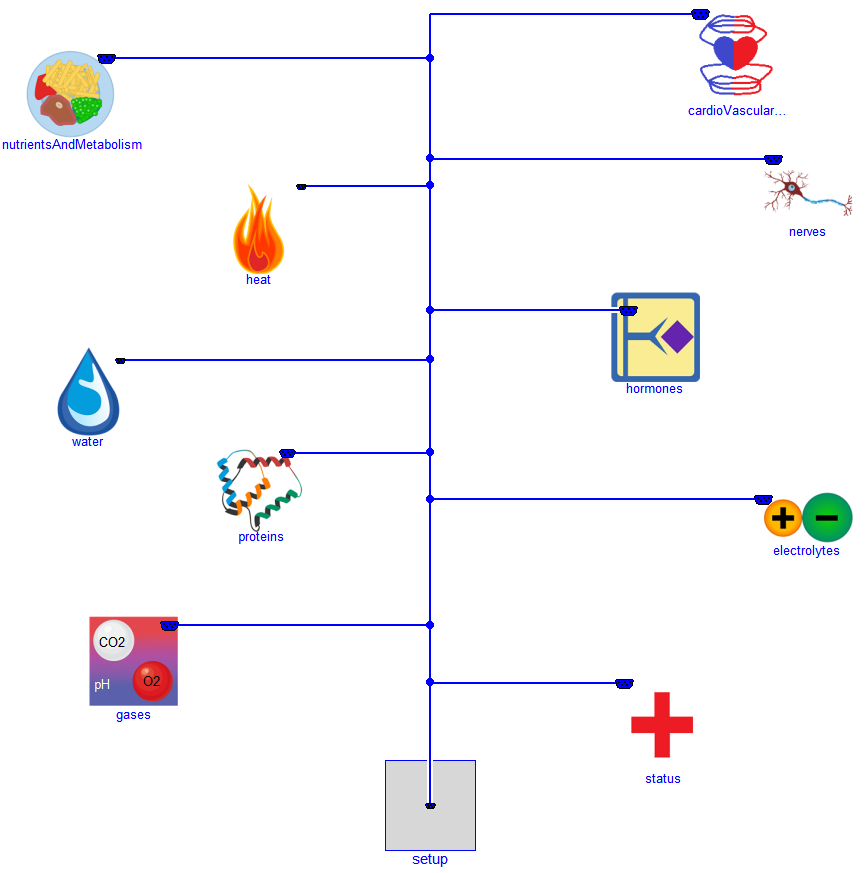 cardioVascular...
nutrientsAndMetabolism
nerves
heat
hormones
water
proteins
electrolytes
CO2
pH
O2
gases
status
setup